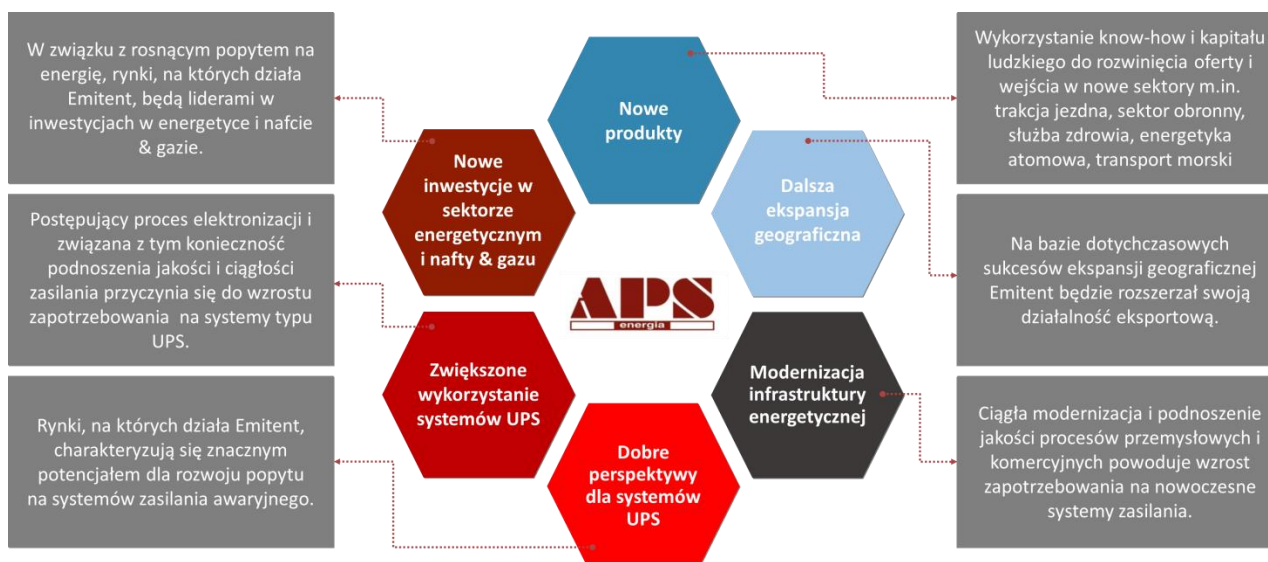 W związku z rosnącym popytem na
energię, rynki, na których działa
Emitent, będą liderami w
inwestycjach w energetyce i nafcie
& gazie.
Postępujący proces elektronizacji i
związana z tym konieczność
podnoszenia jakości i ciągłości
zasilania przyczynia się do wzrostu
zapotrzebowania na systemy typu
UPS.
Rynki, na których działa Emitent,
charakteryzują się znacznym
potencjałem dla rozwoju popytu
na systemów zasilania awaryjnego.
Nowe
produkty
Nowe
inwestycje w
sektorze
energetycznym
i nafty & gazu
Dalsza
ekspansja
geograficzna
APS
energia
Zwiększone
wykorzystanie
systemów UPS
Modernizacja
infrastruktury
energetycznej
Dobre
perspektywy
dla systemów
UPS
Wykorzystanie know-how i kapitału
ludzkiego do rozwinięcia oferty i
wejścia w nowe sektory m.in.
trakcja jezdna, sektor obronny,
służba zdrowia, energetyka
atomowa, transport morski
Na bazie dotychczasowych
sukcesów ekspansji geograficznej
Emitent będzie rozszerzał swoją
działalność eksportową.
Ciągła modernizacja i podnoszenie
jakości procesów przemysłowych i
komercyjnych powoduje wzrost
zapotrzebowania na nowoczesne
systemy zasilania.